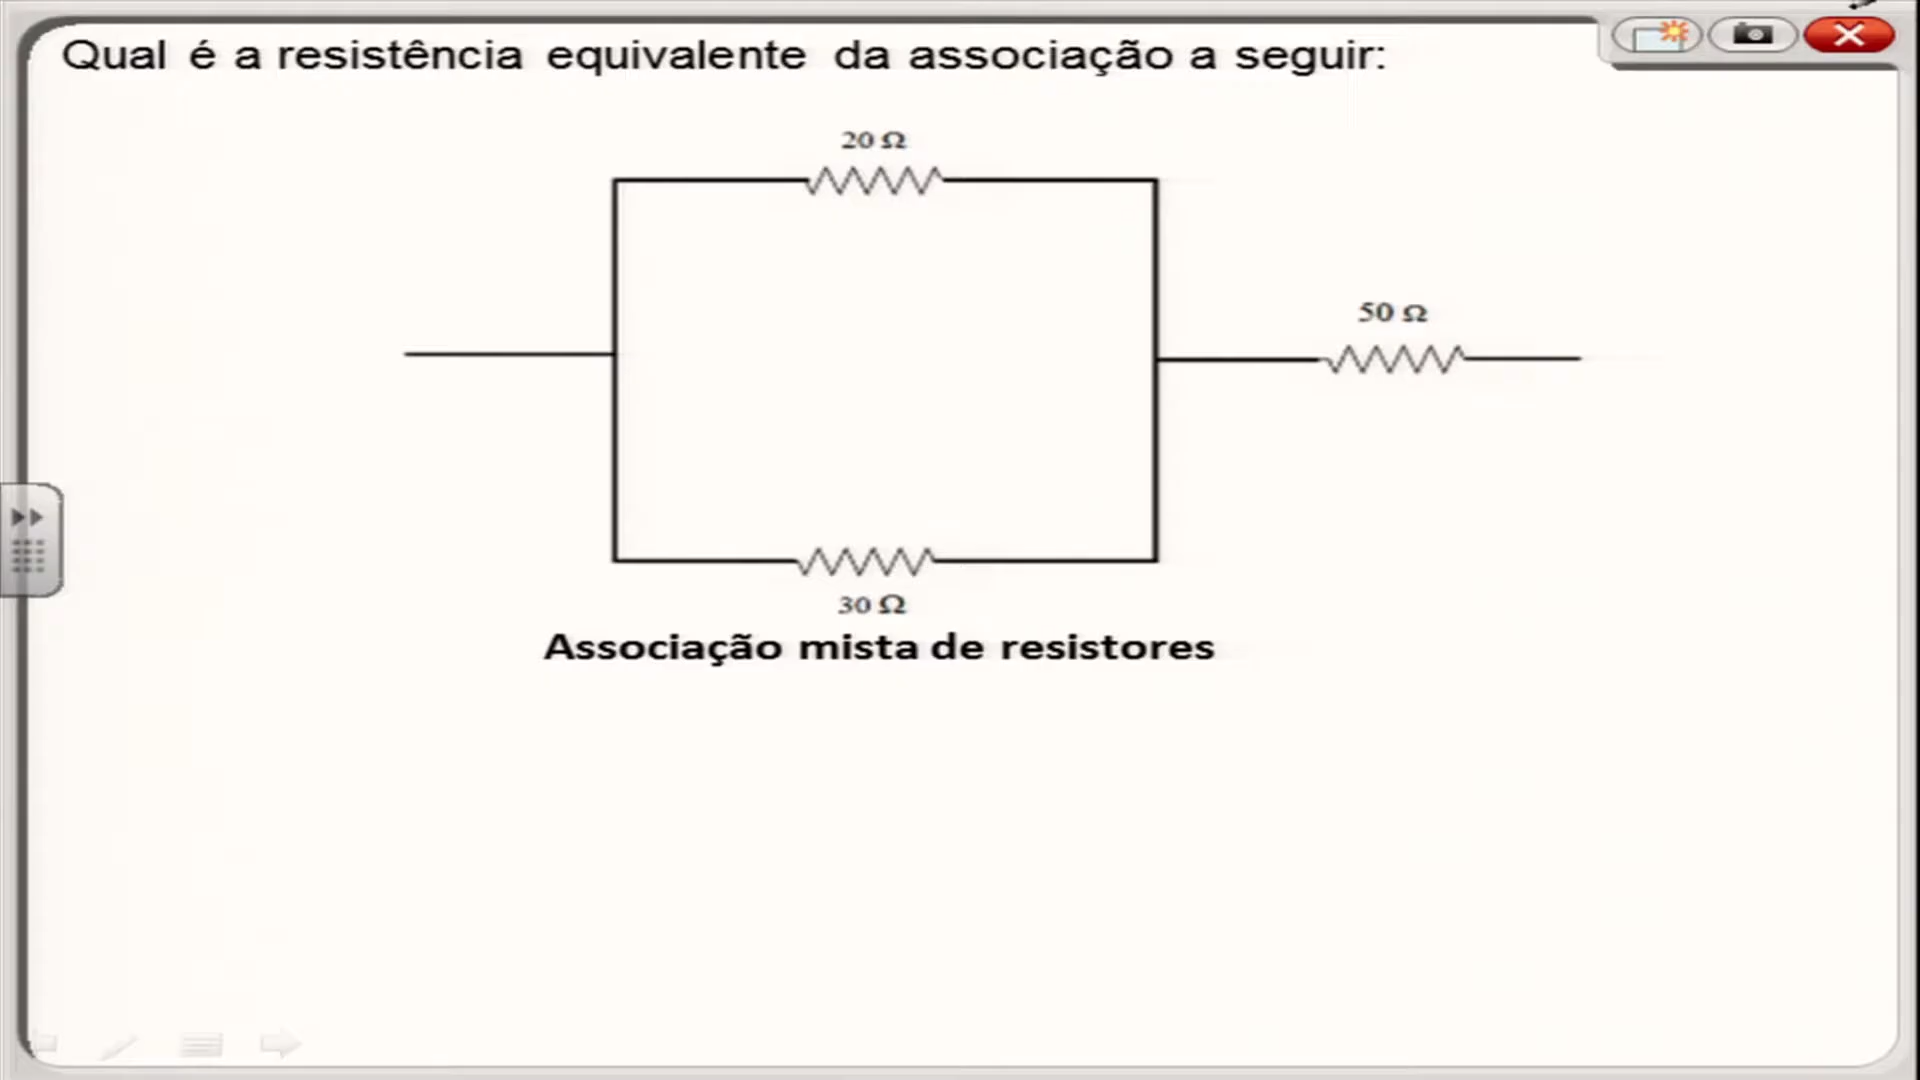 Qual é a resistência equivalente da associação a seguir:
20 Ω
50 Ω
30 Ω
Associação mista de resistores